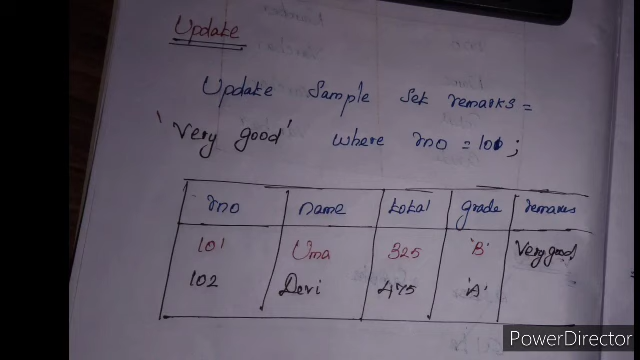 Update
Update Sample Set remarks =
'Very good' where rno = 101;
rno name total grade remarks
101 Uma 325 'B' Very good
102 Devi 475 'A'
PowerDirector